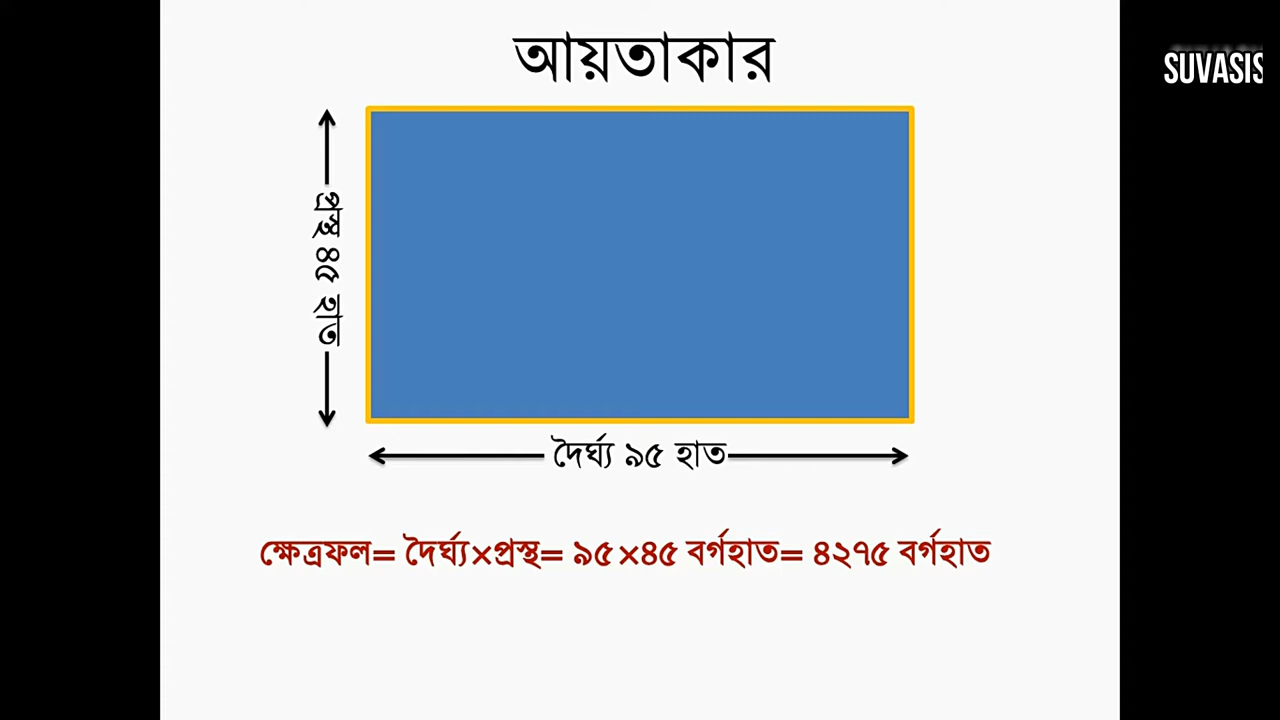 আয়তাকার
SUVASIS
প্রস্থ ৪৫ হাত
দৈর্ঘ্য ৯৫ হাত
ক্ষেত্রফল= দৈর্ঘ্য×প্রস্থ= ৯৫×৪৫ বর্গহাত= ৪২৭৫ বর্গহাত